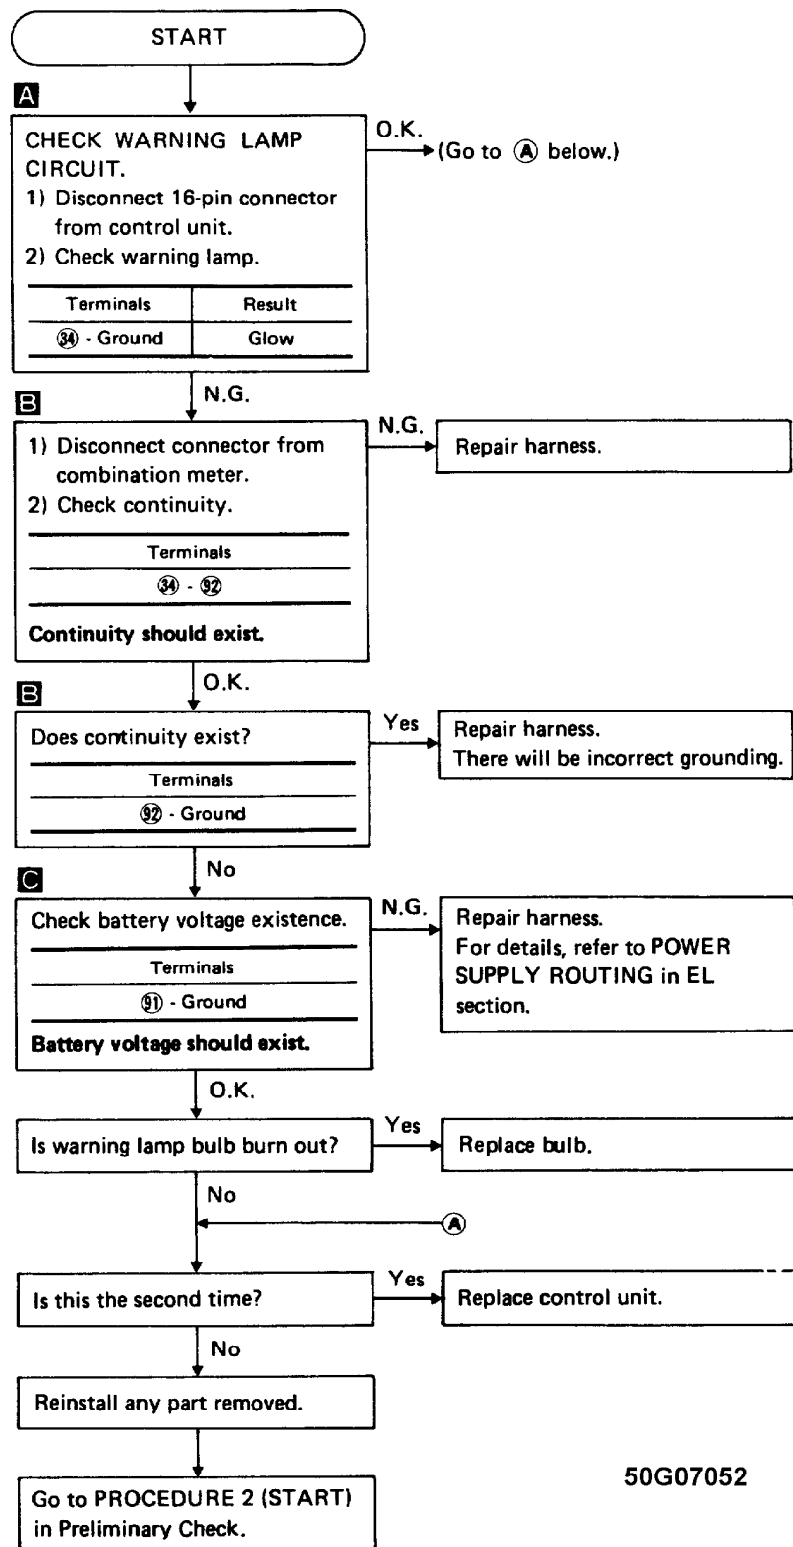 START
A
CHECK WARNING LAMP
CIRCUIT.
1) Disconnect 16-pin connector
from control unit.
2) Check warning lamp.
Terminals Result
34 - Ground Glow
O.K.
(Go to A below.)
N.G.
B
1) Disconnect connector from
combination meter.
2) Check continuity.
Terminals
34 - 92
Continuity should exist.
N.G.
Repair harness.
O.K.
B
Does continuity exist?
Terminals
92 - Ground
Yes
Repair harness.
There will be incorrect grounding.
No
C
Check battery voltage existence.
Terminals
91 - Ground
Battery voltage should exist.
N.G.
Repair harness.
For details, refer to POWER
SUPPLY ROUTING in EL
section.
O.K.
Is warning lamp bulb burn out?
Yes
Replace bulb.
No
A
Is this the second time?
Yes
Replace control unit.
No
Reinstall any part removed.
Go to PROCEDURE 2 (START)
in Preliminary Check.
50G07052